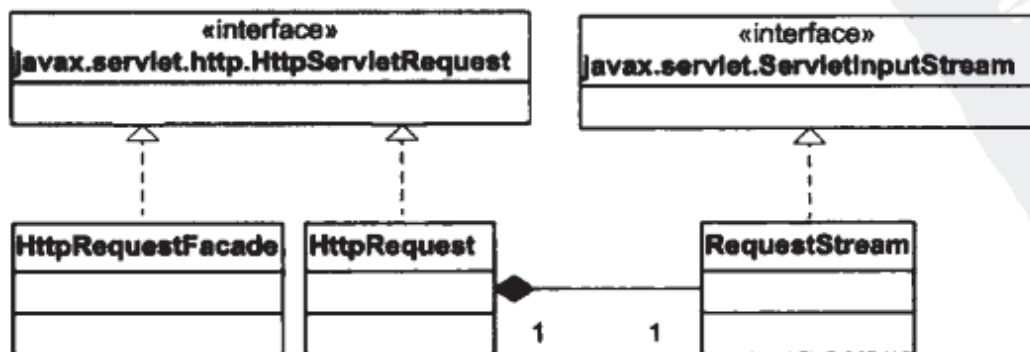 «interface»
javax.servlet.http.HttpServletRequest
«interface»
javax.servlet.ServletInputStream
HttpRequestFacade
HttpRequest
RequestStream
1
1